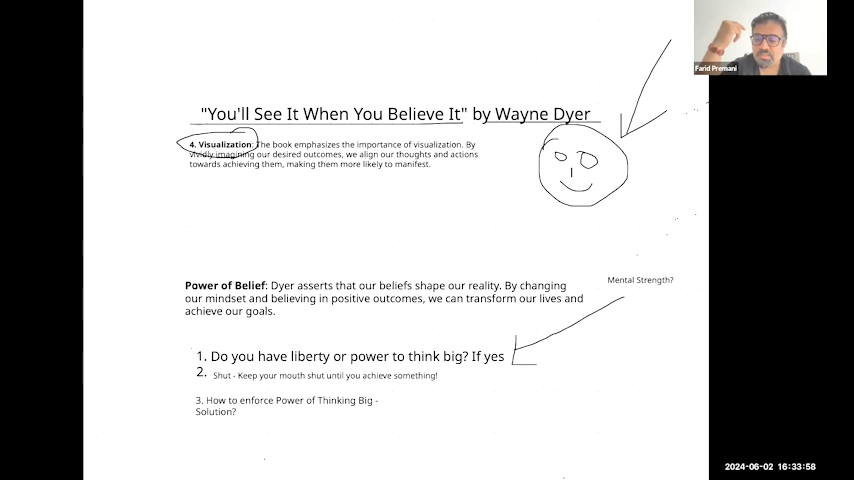 Farid Premani
"You'll See It When You Believe It" by Wayne Dyer
4. Visualization: The book emphasizes the importance of visualization. By
vividly imagining our desired outcomes, we align our thoughts and actions
towards achieving them, making them more likely to manifest.
Mental Strength?
Power of Belief: Dyer asserts that our beliefs shape our reality. By changing
our mindset and believing in positive outcomes, we can transform our lives and
achieve our goals.
1. Do you have liberty or power to think big? If yes
2. Shut - Keep your mouth shut until you achieve something!
3. How to enforce Power of Thinking Big -
Solution?
2024-06-02 16:33:58